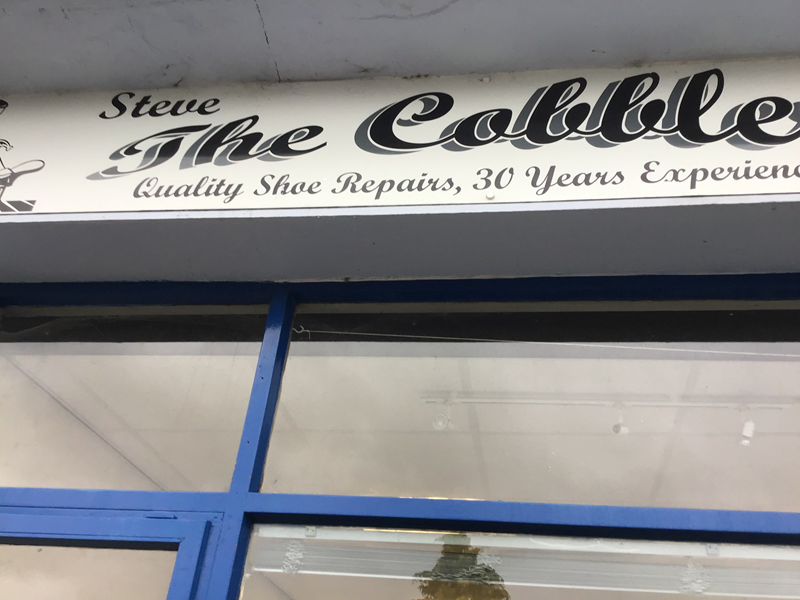 Steve
The Cobble
Quality Shoe Repairs, 30 Years Experienc